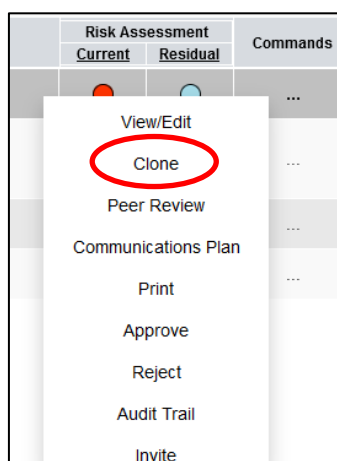 Risk Assessment
Current Residual Commands
...
View/Edit
Clone
...
Peer Review
...
Communications Plan
...
Print
Approve
Reject
Audit Trail
Invite